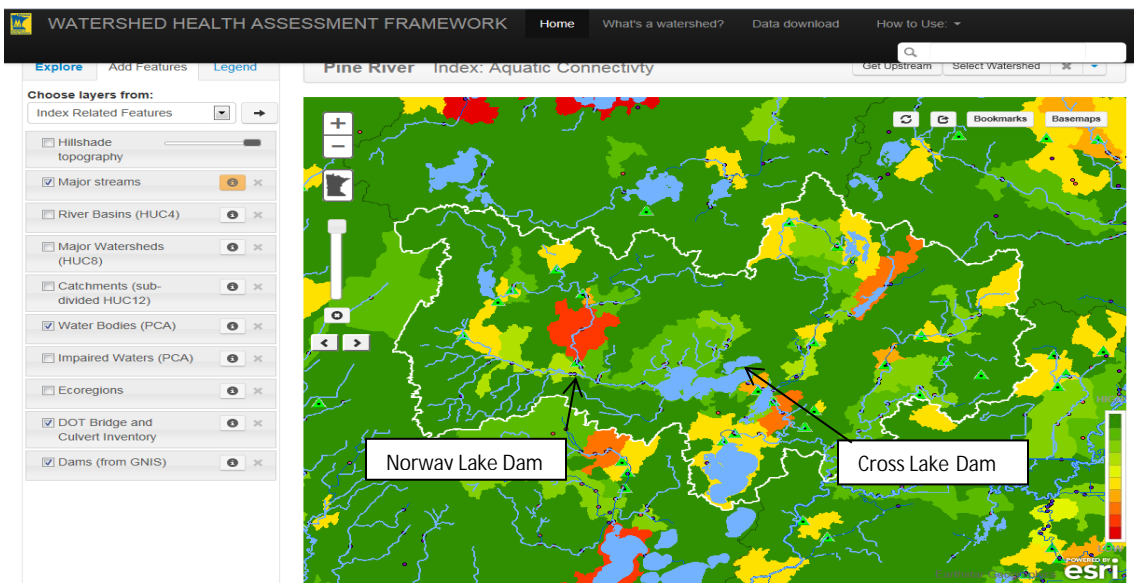 WATERSHED HEALTH ASSESSMENT FRAMEWORK Home What's a watershed? Data download How to Use:
Explore Add Features Legend
Pine River Index: Aquatic Connectivty
Get Upstream Select Watershed
Choose layers from:
Index Related Features
Hillshade
topography
Major streams
River Basins (HUC4)
Major Watersheds
(HUC8)
Catchments (sub-
divided HUC12)
Water Bodies (PCA)
Impaired Waters (PCA)
Ecoregions
DOT Bridge and
Culvert Inventory
Dams (from GNIS)
Bookmarks Basemaps
Norway Lake Dam
Cross Lake Dam
POWERED BY
esri